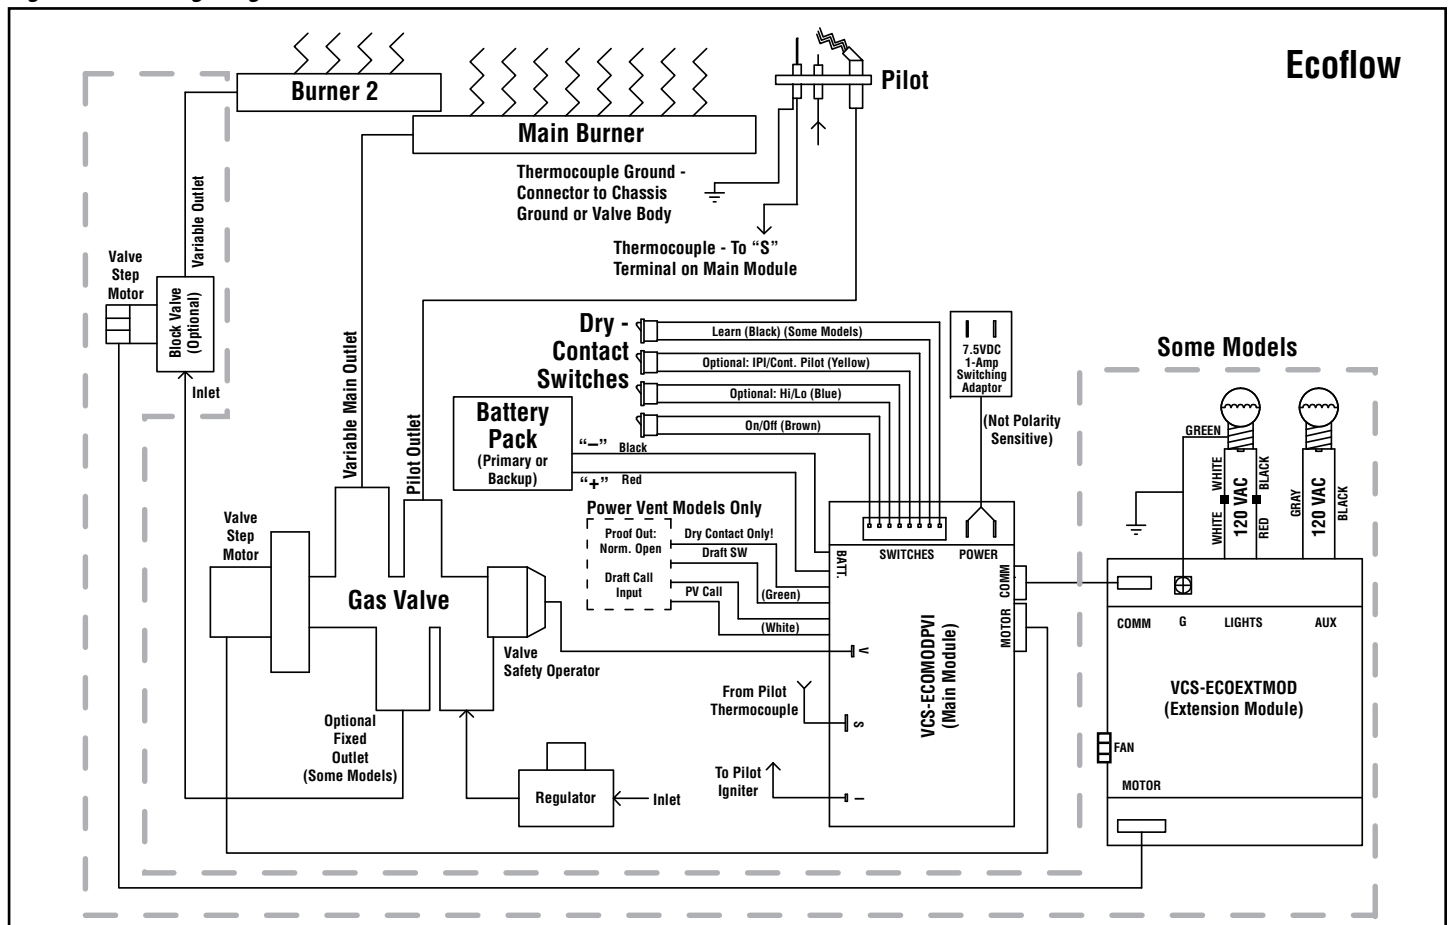 Ecoflow
Burner 2
Main Burner
Pilot
Thermocouple Ground -
Connector to Chassis
Ground or Valve Body
Thermocouple - To “S”
Terminal on Main Module
Variable Outlet
Valve
Step
Motor
Block Valve
(Optional)
Inlet
Variable Main Outlet
Pilot Outlet
Dry -
Contact
Switches
Learn (Black) (Some Models)
Optional: IPI/Cont. Pilot (Yellow)
Optional: Hi/Lo (Blue)
On/Off (Brown)
7.5VDC
1-Amp
Switching
Adaptor
(Not Polarity
Sensitive)
Some Models
Battery
Pack
(Primary or
Backup)
“–”
Black
“+”
Red
Power Vent Models Only
Proof Out:
Norm. Open
Draft Call
Input
Dry Contact Only!
Draft SW
(Green)
PV Call
(White)
Valve
Step
Motor
Gas Valve
Valve
Safety Operator
Optional
Fixed
Outlet
(Some Models)
Regulator
Inlet
From Pilot
Thermocouple
To Pilot
Igniter
SWITCHES
POWER
BATT.
COMM
MOTOR
V
S
I
VCS-ECOMODPVI
(Main Module)
GREEN
WHITE
BLACK
WHITE
120 VAC
RED
GRAY
120 VAC
BLACK
COMM
G
LIGHTS
AUX
VCS-ECOEXTMOD
(Extension Module)
FAN
MOTOR